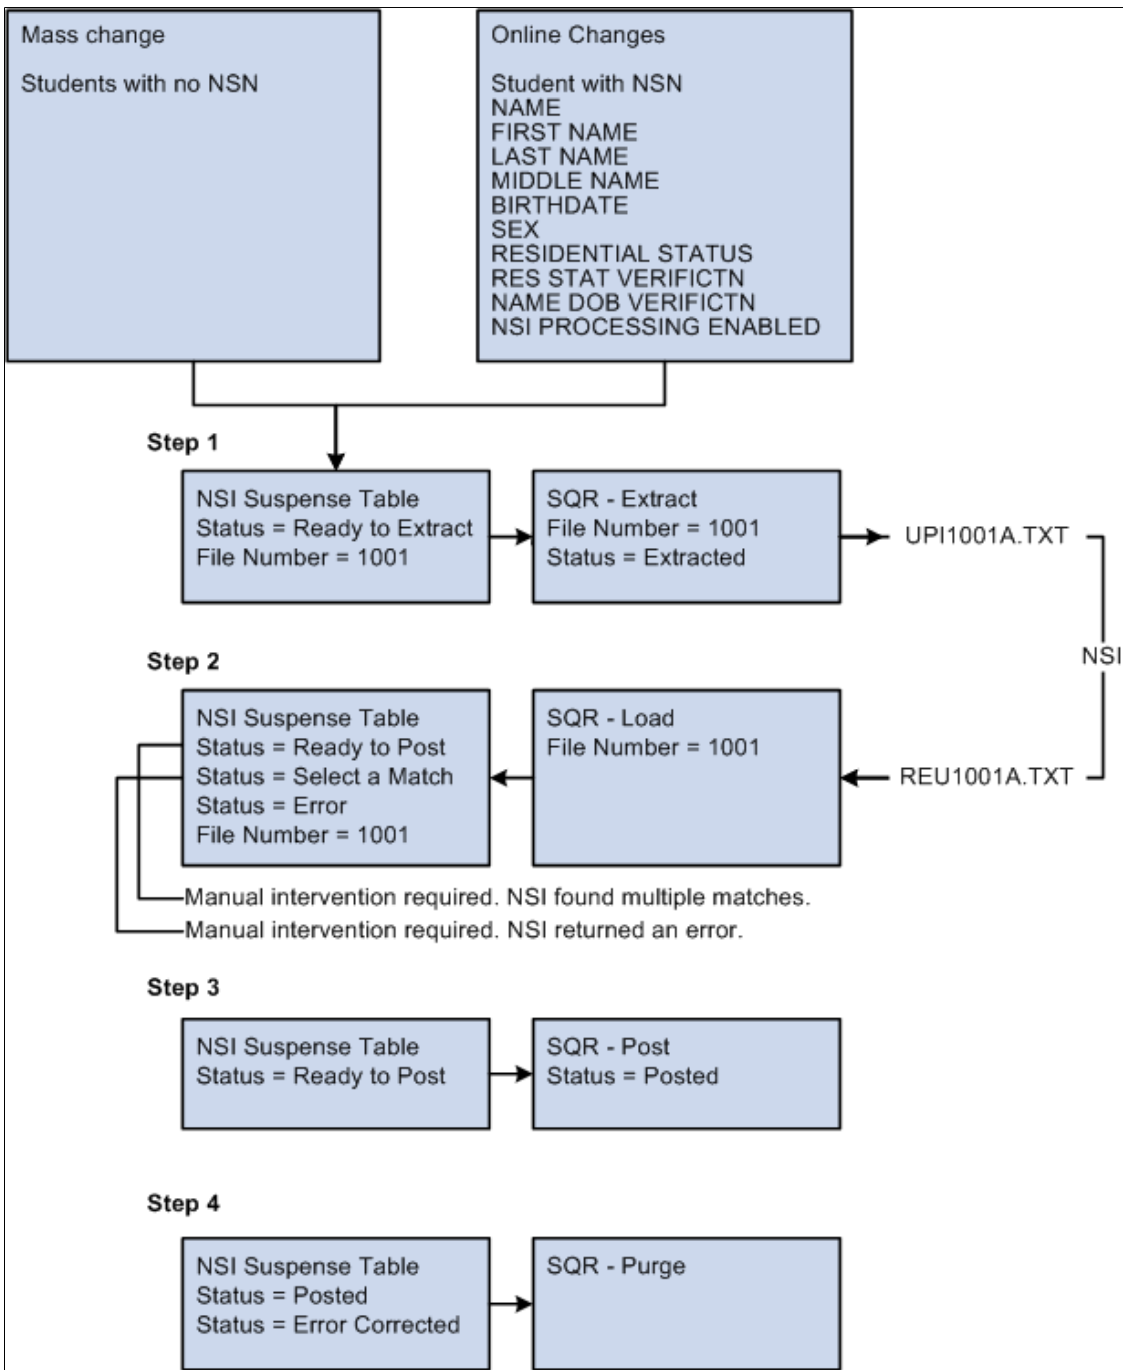 Mass change
Students with no NSN
Online Changes
Student with NSN
NAME
FIRST NAME
LAST NAME
MIDDLE NAME
BIRTHDATE
SEX
RESIDENTIAL STATUS
RES STAT VERIFICTN
NAME DOB VERIFICTN
NSI PROCESSING ENABLED
Step 1
NSI Suspense Table
Status = Ready to Extract
File Number = 1001
SQR - Extract
File Number = 1001
Status = Extracted
UPI1001A.TXT
NSI
Step 2
NSI Suspense Table
Status = Ready to Post
Status = Select a Match
Status = Error
File Number = 1001
SQR - Load
File Number = 1001
REU1001A.TXT
Manual intervention required. NSI found multiple matches.
Manual intervention required. NSI returned an error.
Step 3
NSI Suspense Table
Status = Ready to Post
SQR - Post
Status = Posted
Step 4
NSI Suspense Table
Status = Posted
Status = Error Corrected
SQR - Purge